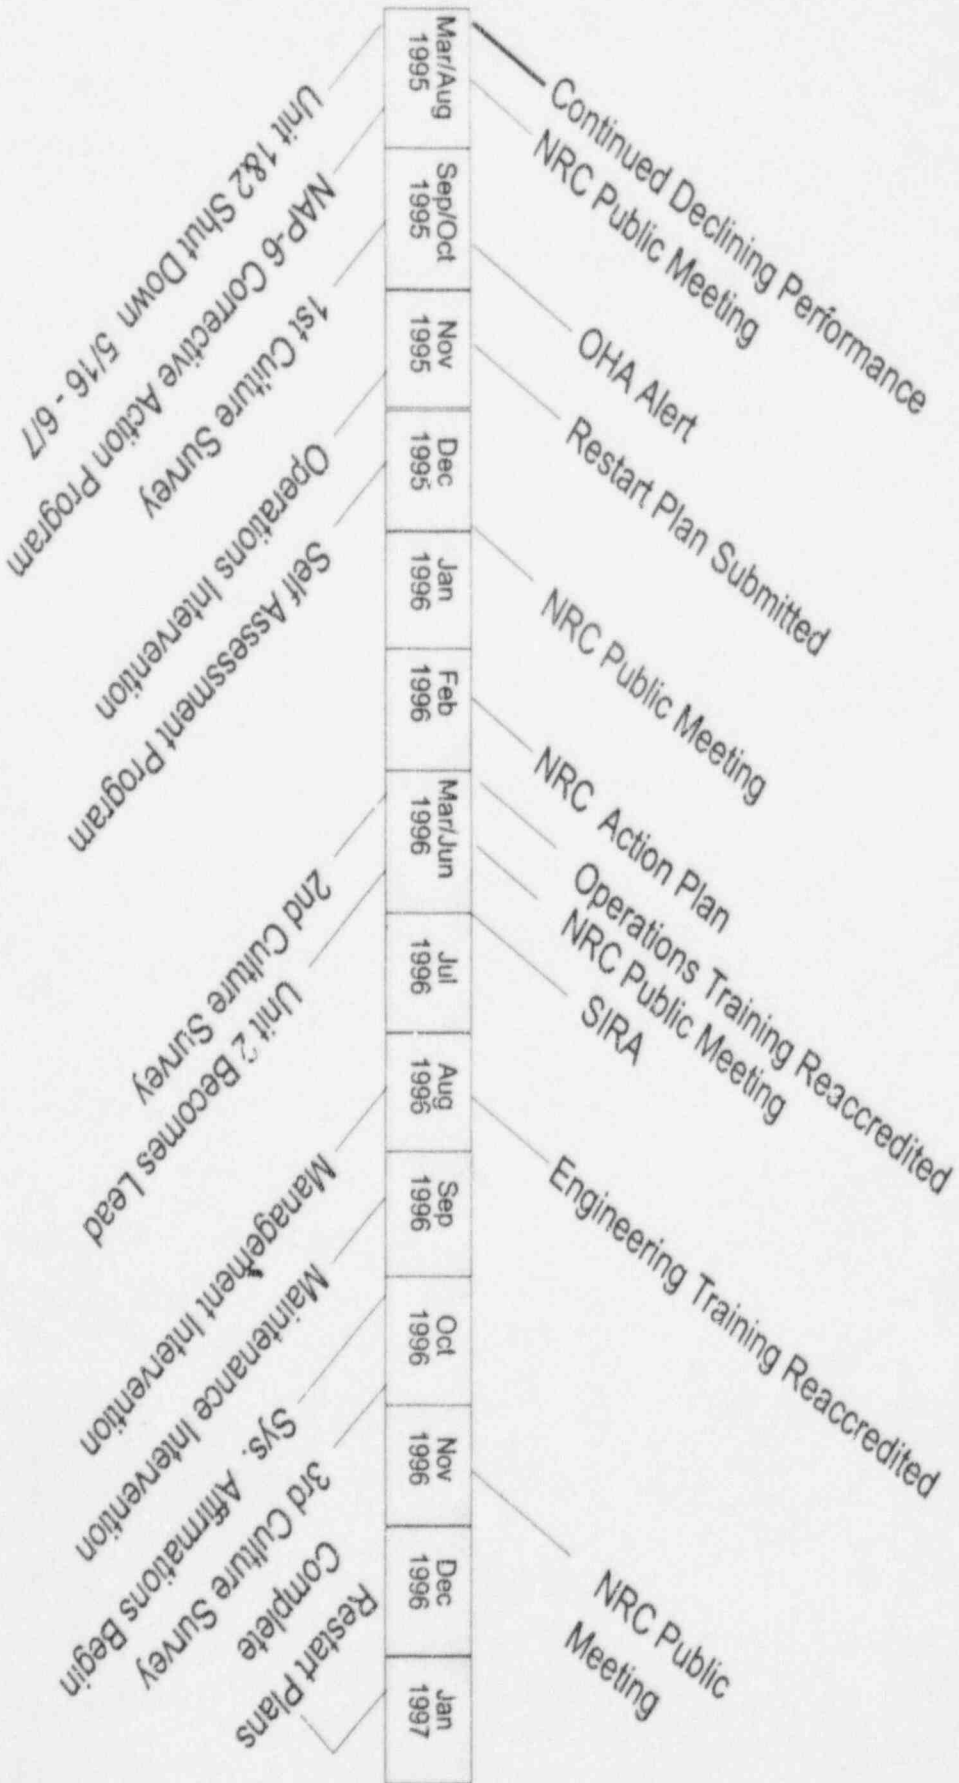 Continued Declining Performance
NRC Public Meeting
OHA Alert
Restart Plan Submitted
NRC Public Meeting
NRC Action Plan
Operations Training Reaccredited
NRC Public Meeting
SIRA
Engineering Training Reaccredited
NRC Public
Meeting
Mar/Aug
1995
Sep/Oct
1995
Nov
1995
Dec
1995
Jan
1996
Feb
1996
Mar/Jun
1996
Jul
1996
Aug
1996
Sep
1996
Oct
1996
Nov
1996
Dec
1996
Jan
1997
Unit 1&2 Shut Down 5/16 - 6/7
NAP-6 Corrective Action Program
1st Culture Survey
Operations Intervention
Self Assessment Program
2nd Culture Survey
Unit 2 Becomes Lead
Management Intervention
Maintenance Intervention
Sys. Affirmations Begin
3rd Culture Survey
Complete
Restart Plans